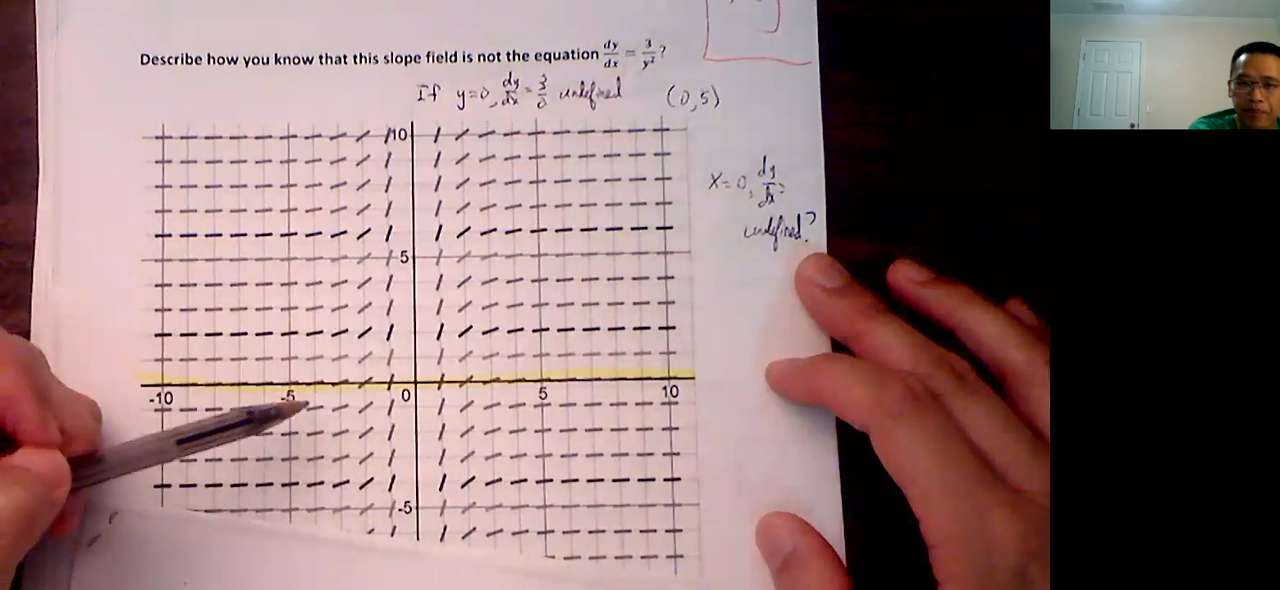 Describe how you know that this slope field is not the equation dy/dx = 3/y²?
If y=0, dy/dx = 3/0 undefined (0,5)
10
x=0, dy/dx =
undefined?
5
-10 -5 0 5 10
-5